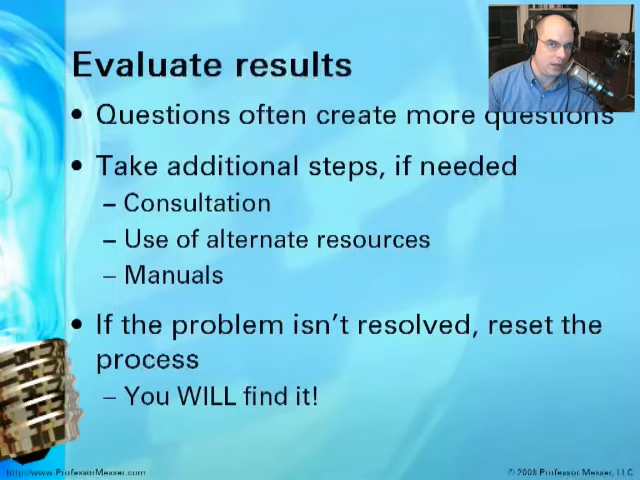 Evaluate results
• Questions often create more questions
• Take additional steps, if needed
– Consultation
– Use of alternate resources
– Manuals
• If the problem isn't resolved, reset the
process
– You WILL find it!
http://www.ProfessorMesser.com
© 2008 Professor Messer, LLC